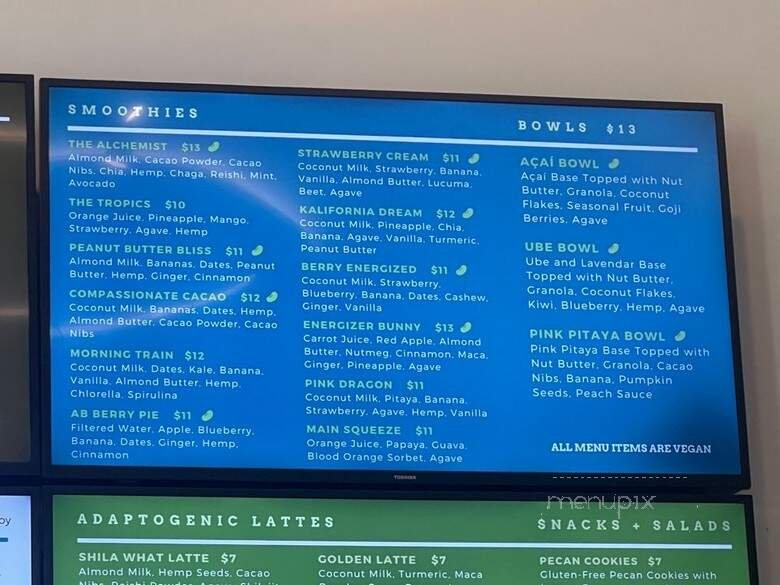 SMOOTHIES
THE ALCHEMIST $13
Almond Milk, Cacao Powder, Cacao
Nibs, Chia, Hemp, Chaga, Reishi, Mint,
Avocado
THE TROPICS $10
Orange Juice, Pineapple, Mango,
Strawberry, Agave, Hemp
PEANUT BUTTER BLISS $11
Almond Milk, Bananas, Dates, Peanut
Butter, Hemp, Ginger, Cinnamon
COMPASSIONATE CACAO $12
Coconut Milk, Bananas, Dates, Hemp,
Almond Butter, Cacao Powder, Cacao
Nibs
MORNING TRAIN $12
Coconut Milk, Dates, Kale, Banana,
Vanilla, Almond Butter, Hemp,
Chlorella, Spirulina
AB BERRY PIE $11
Filtered Water, Apple, Blueberry,
Banana, Dates, Ginger, Hemp,
Cinnamon
STRAWBERRY CREAM $11
Coconut Milk, Strawberry, Banana,
Vanilla, Almond Butter, Lucuma,
Beet, Agave
KALIFORNIA DREAM $12
Coconut Milk, Pineapple, Chia,
Banana, Agave, Vanilla, Turmeric,
Peanut Butter
BERRY ENERGIZED $11
Coconut Milk, Strawberry,
Blueberry, Banana, Dates, Cashew,
Ginger, Vanilla
ENERGIZER BUNNY $13
Carrot Juice, Red Apple, Almond
Butter, Nutmeg, Cinnamon, Maca,
Ginger, Pineapple, Agave
PINK DRAGON $11
Coconut Milk, Pitaya, Banana,
Strawberry, Agave, Hemp, Vanilla
MAIN SQUEEZE $11
Orange Juice, Papaya, Guava,
Blood Orange Sorbet, Agave
BOWLS $13
AÇAÍ BOWL
Açaí Base Topped with Nut
Butter, Granola, Coconut
Flakes, Seasonal Fruit, Goji
Berries, Agave
UBE BOWL
Ube and Lavendar Base
Topped with Nut Butter,
Granola, Coconut Flakes,
Kiwi, Blueberry, Hemp, Agave
PINK PITAYA BOWL
Pink Pitaya Base Topped with
Nut Butter, Granola, Cacao
Nibs, Banana, Pumpkin
Seeds, Peach Sauce
ALL MENU ITEMS ARE VEGAN
TOSHIBA
menupix
ADAPTOGENIC LATTES
SHILA WHAT LATTE $7
Almond Milk, Hemp Seeds, Cacao
GOLDEN LATTE $7
Coconut Milk, Turmeric, Maca
SNACKS + SALADS
PECAN COOKIES $7
Gluten-Free Pecan Cookies with